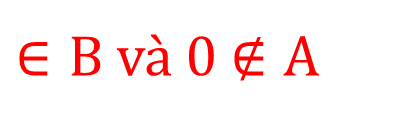 ∈ B và 0 ∉ A